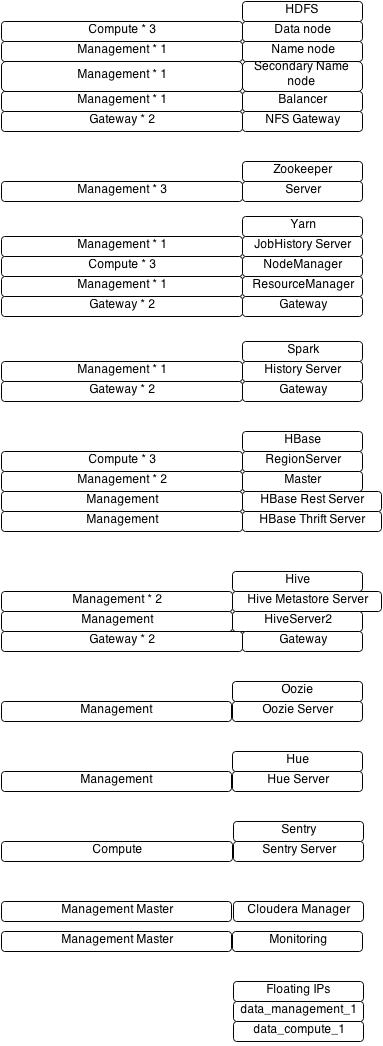 HDFS
Compute * 3 Data node
Management * 1 Name node
Management * 1 Secondary Name
node
Management * 1 Balancer
Gateway * 2 NFS Gateway
Zookeeper
Management * 3 Server
Yarn
Management * 1 JobHistory Server
Compute * 3 NodeManager
Management * 1 ResourceManager
Gateway * 2 Gateway
Spark
Management * 1 History Server
Gateway * 2 Gateway
HBase
Compute * 3 RegionServer
Management * 2 Master
Management HBase Rest Server
Management HBase Thrift Server
Hive
Management * 2 Hive Metastore Server
Management HiveServer2
Gateway * 2 Gateway
Oozie
Management Oozie Server
Hue
Management Hue Server
Sentry
Compute Sentry Server
Management Master Cloudera Manager
Management Master Monitoring
Floating IPs
data_management_1
data_compute_1